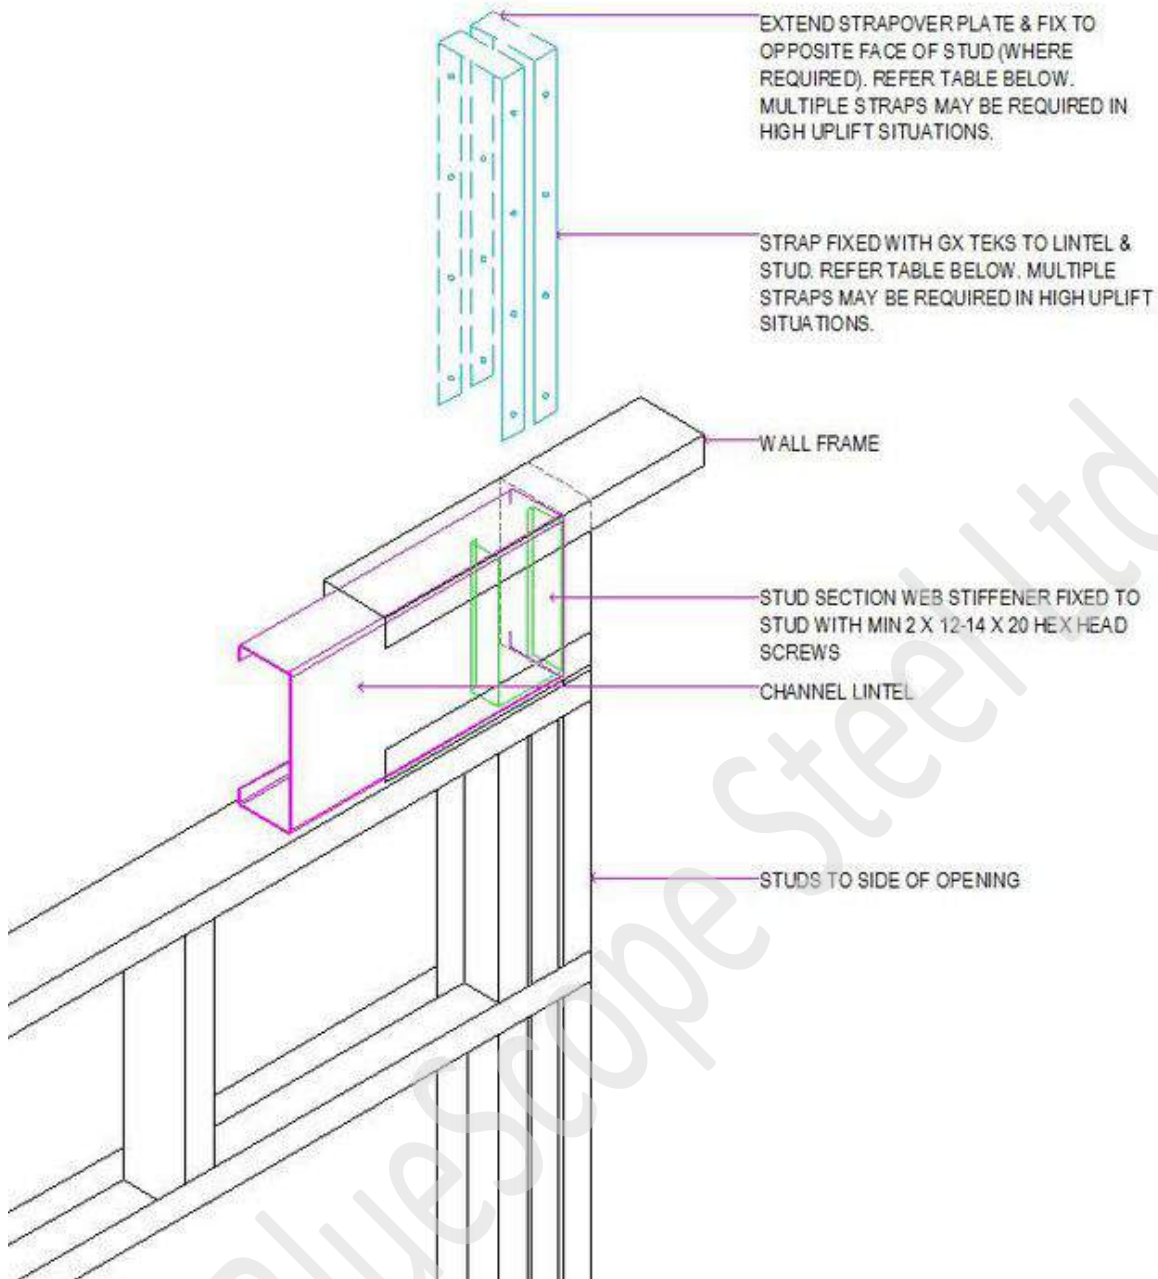 EXTEND STRAPOVER PLATE & FIX TO
OPPOSITE FACE OF STUD (WHERE
REQUIRED). REFER TABLE BELOW.
MULTIPLE STRAPS MAY BE REQUIRED IN
HIGH UPLIFT SITUATIONS.
STRAP FIXED WITH GX TEKS TO LINTEL &
STUD. REFER TABLE BELOW. MULTIPLE
STRAPS MAY BE REQUIRED IN HIGH UPLIFT
SITUATIONS.
WALL FRAME
STUD SECTION WEB STIFFENER FIXED TO
STUD WITH MIN 2 X 12-14 X 20 HEX HEAD
SCREWS
CHANNEL LINTEL
STUDS TO SIDE OF OPENING
lueScope Steel Ltd